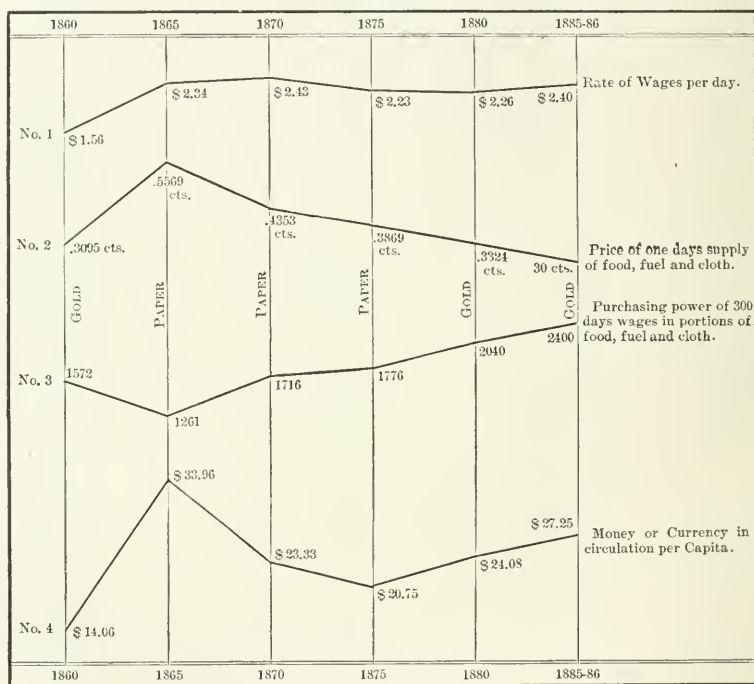 1860 1865 1870 1875 1880 1885-86
Rate of Wages per day.
$ 2.34 $ 2.43 $ 2.23 $ 2.26 $ 2.40
No. 1
$ 1.56
.5569
cts.
.4353
cts.
.3869
cts.
.3324
cts.
30 cts.
No. 2
.3095 cts.
Price of one days supply
of food, fuel and cloth.
GOLD PAPER PAPER PAPER GOLD GOLD
Purchasing power of 300
days wages in portions of
food, fuel and cloth.
No. 3
1572 1261 1716 1776 2040 2400
$ 33.96
$ 23.33
$ 20.75
$ 24.08
$ 27.25
Money or Currency in
circulation per Capita.
No. 4
$ 14.06
1860 1865 1870 1875 1880 1885-86